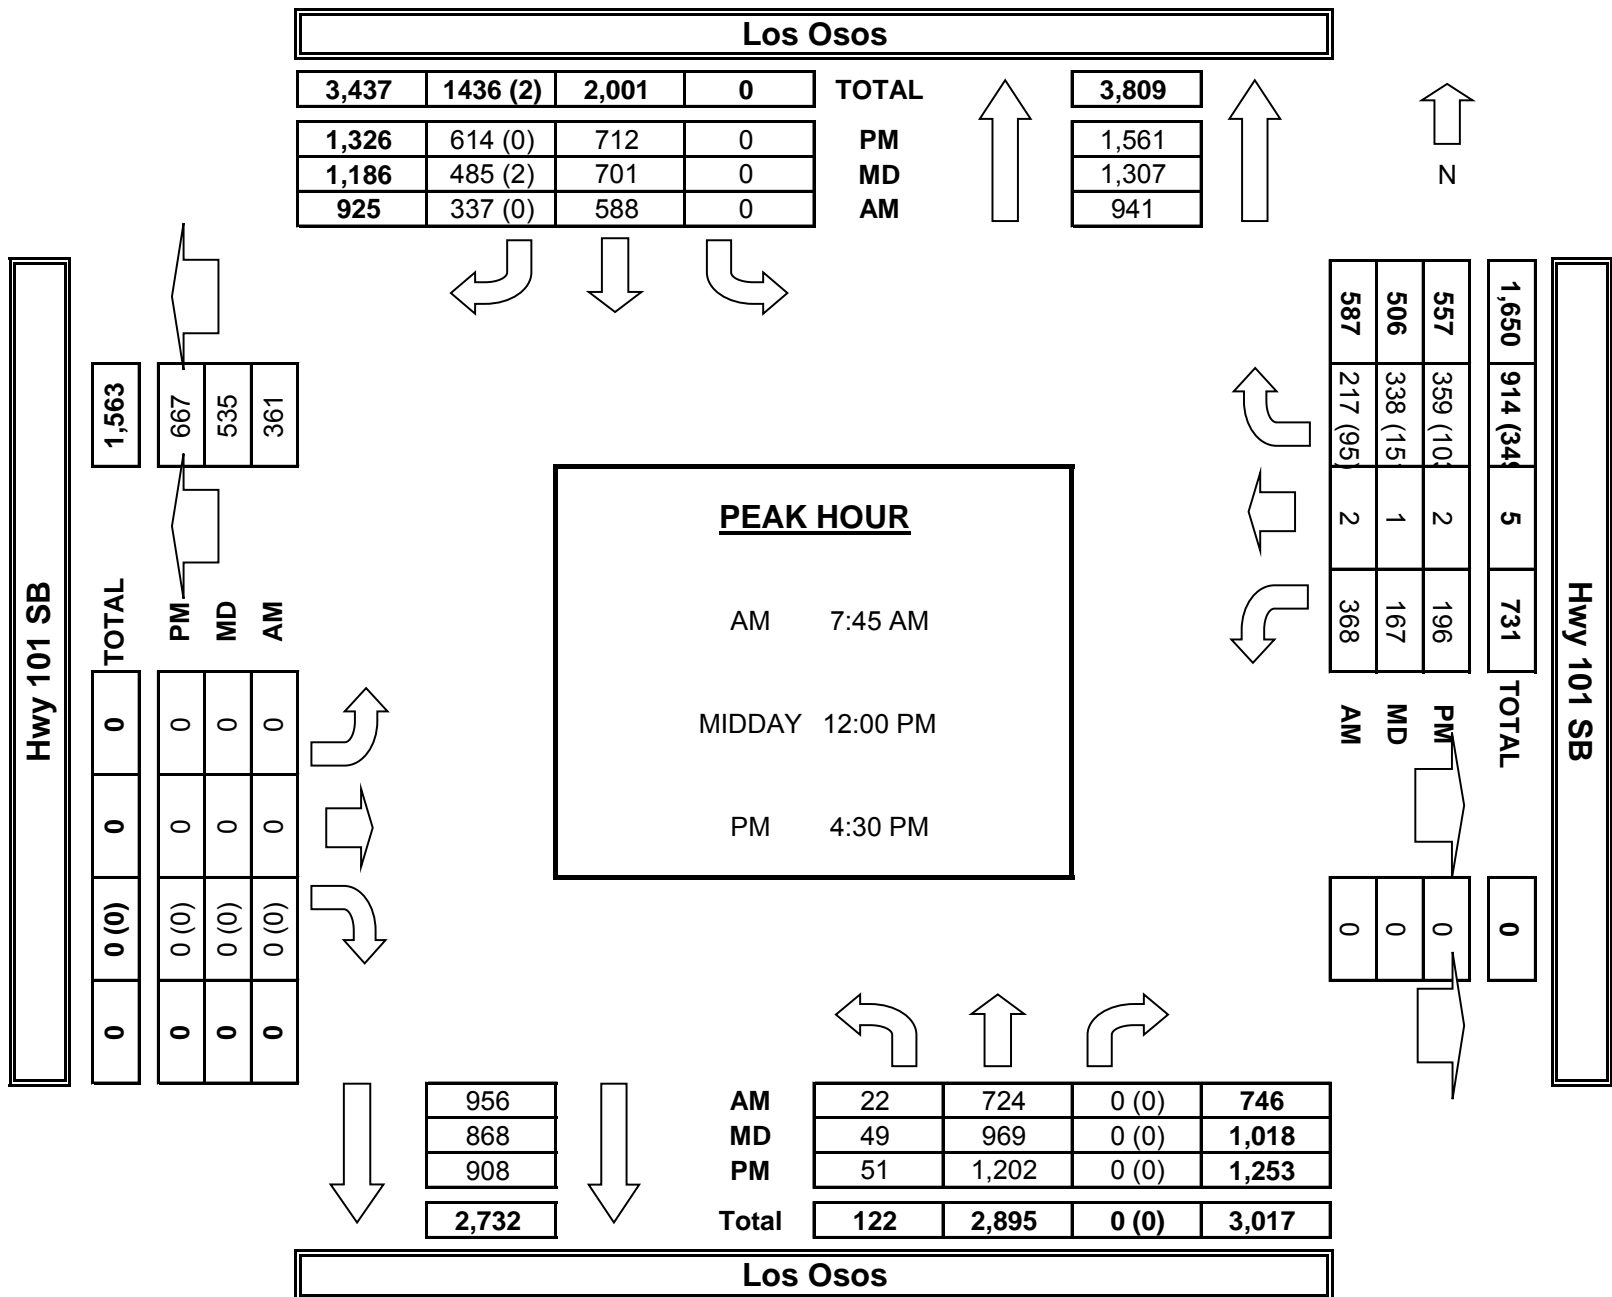 Los Osos
3,437 1436 (2) 2,001 0 TOTAL 3,809
1,326 614 (0) 712 0 PM 1,561
1,186 485 (2) 701 0 MD 1,307
925 337 (0) 588 0 AM 941
N
Hwy 101 SB
1,563
667
535
361
TOTAL
PM
MD
AM
0 0 0 0
0 0 0 0
0 (0) 0 (0) 0 (0) 0 (0)
0 0 0 0
PEAK HOUR
AM 7:45 AM
MIDDAY 12:00 PM
PM 4:30 PM
1,650 914 (349 5 731 TOTAL
557 359 (10 2 196 PM
506 338 (15 1 167 MD
587 217 (95) 2 368 AM
0
0
0
0
Hwy 101 SB
956 AM 22 724 0 (0) 746
868 MD 49 969 0 (0) 1,018
908 PM 51 1,202 0 (0) 1,253
2,732 Total 122 2,895 0 (0) 3,017
Los Osos